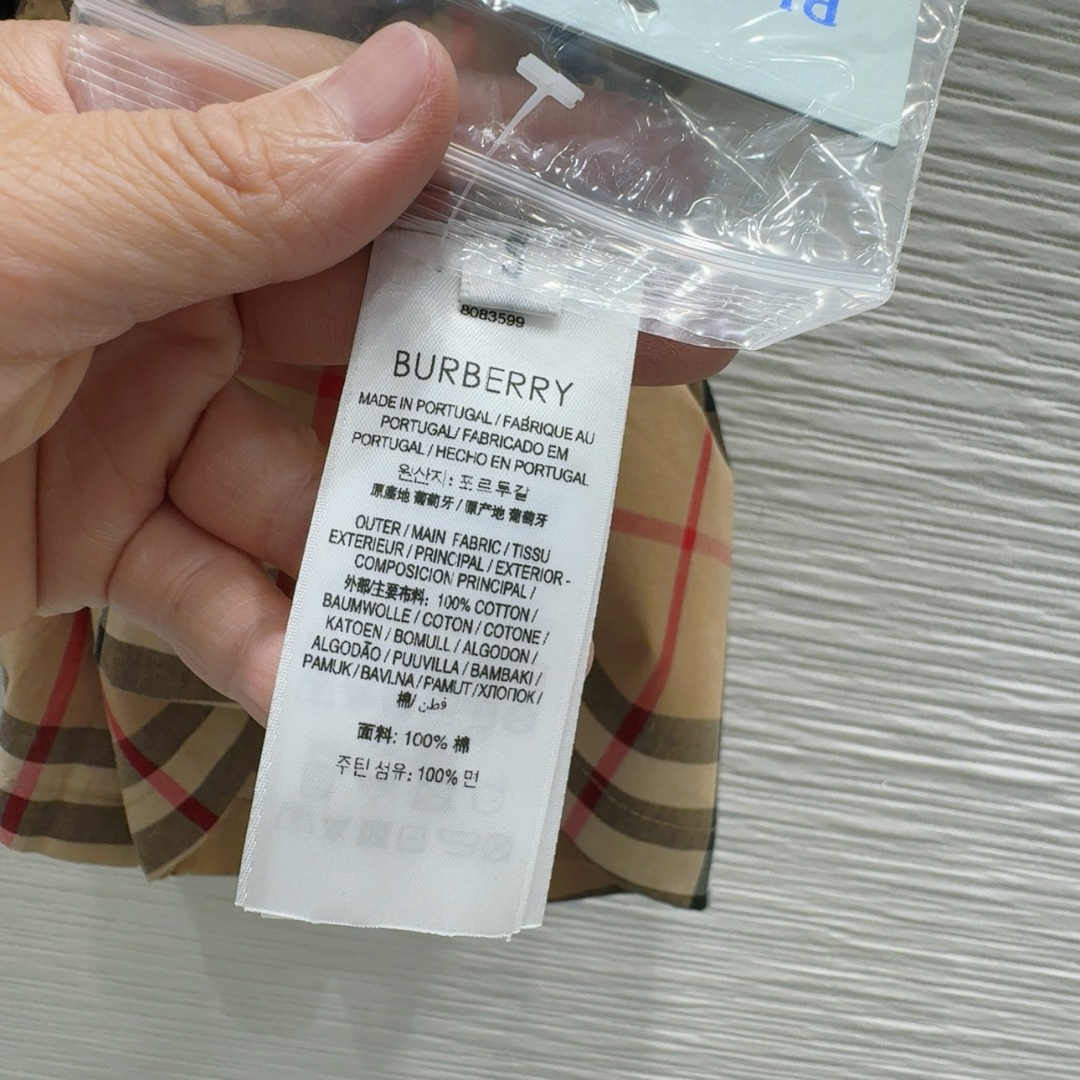 Pl
8083599
BURBERRY
MADE IN PORTUGAL / FABRIQUE AU
PORTUGAL/ FABRICADO EM
PORTUGAL / HECHO EN PORTUGAL
원산지: 포르투갈
原產地 葡萄牙 / 原产地 葡萄牙
OUTER / MAIN FABRIC / TISSU
EXTERIEUR / PRINCIPAL / EXTERIOR -
COMPOSICION PRINCIPAL /
外部/主要布料: 100% COTTON /
BAUMWOLLE / COTON / COTONE /
KATOEN / BOMULL / ALGODON /
ALGODÃO / PUUVILLA / BAMBAKI /
PAMUK / BAVLNA / PAMUT / ХЛОПОК /
棉/ قطن
面料: 100% 棉
주틴 섬유: 100% 면